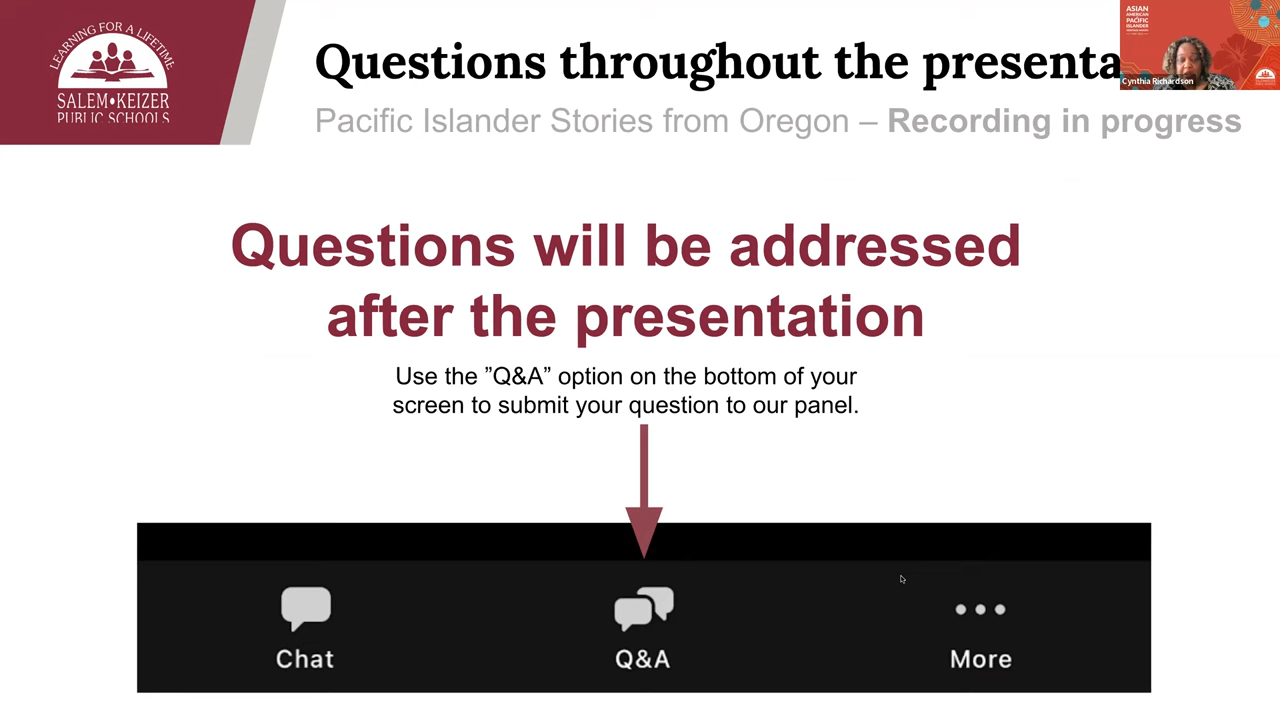 LEARNING FOR A LIFETIME
SALEM•KEIZER
PUBLIC SCHOOLS
Questions throughout the presenta
Pacific Islander Stories from Oregon – Recording in progress
ASIAN
AMERICAN
PACIFIC
ISLANDER
Cynthia Richardson
Questions will be addressed
after the presentation
Use the ”Q&A” option on the bottom of your
screen to submit your question to our panel.
Chat
Q&A
More